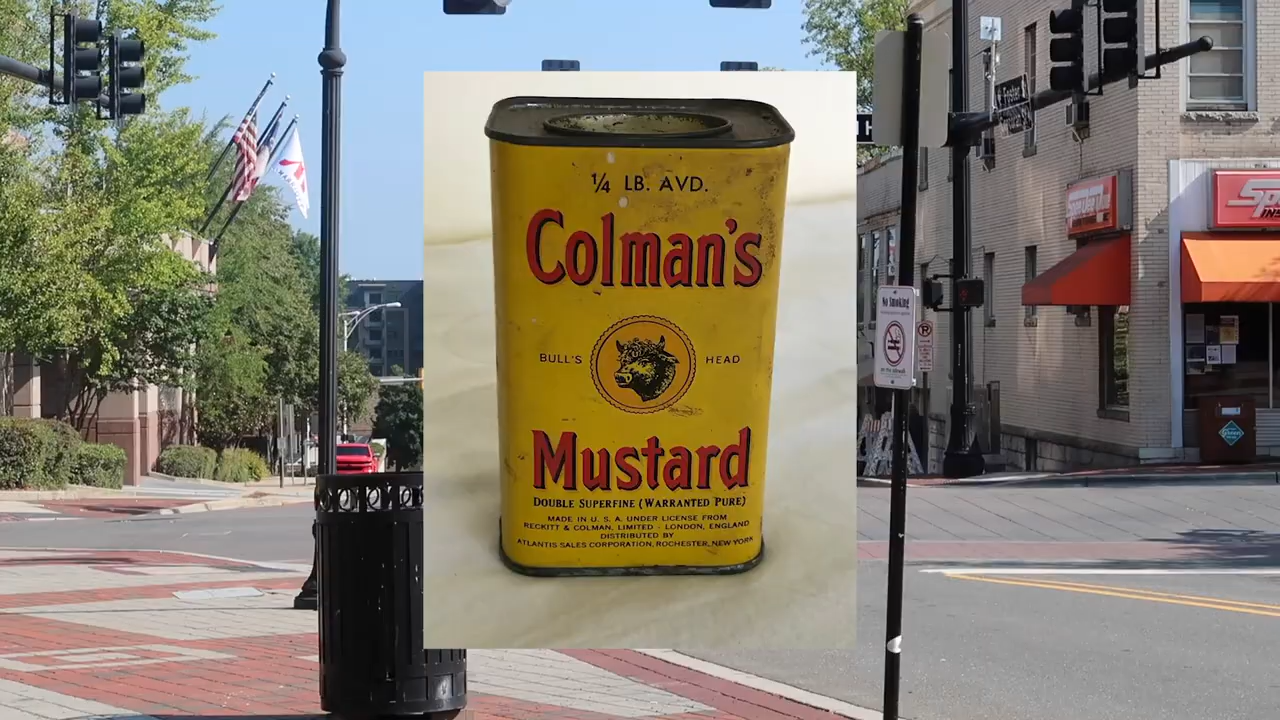 1/4 LB. AVD.
Colman's
BULL'S HEAD
Mustard
DOUBLE SUPERFINE (WARRANTED PURE)
MADE IN U. S. A. UNDER LICENSE FROM
RECKITT & COLMAN, LIMITED - LONDON, ENGLAND
DISTRIBUTED BY
ATLANTIS SALES CORPORATION, ROCHESTER, NEW YORK
Foster
No Smoking